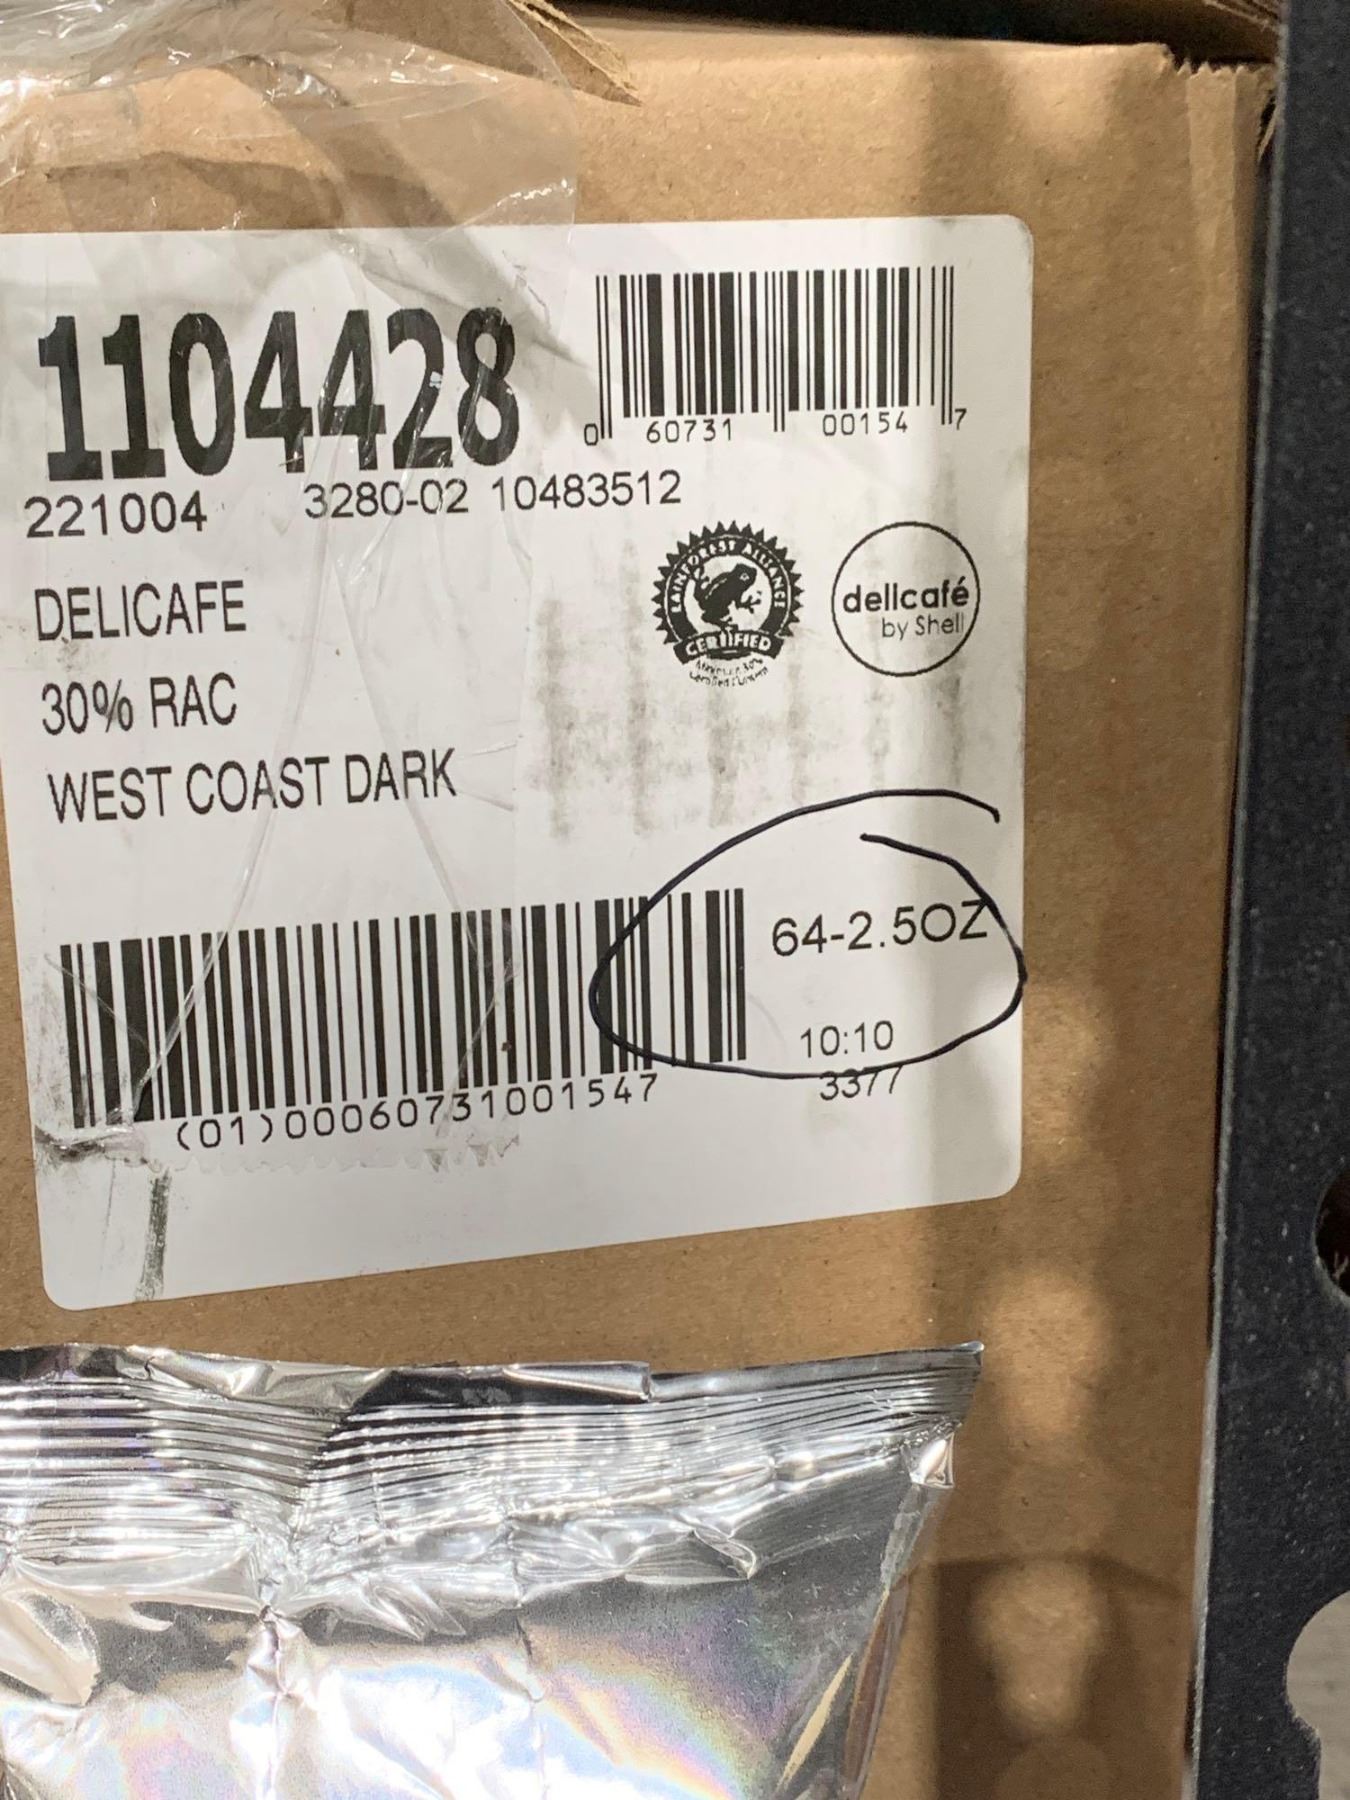 1104428
0 60731 00154 7
221004 3280-02 10483512
RAINFOREST ALLIANCE
CERTIFIED
delicafé
by Shell
DELICAFE
30% RAC
WEST COAST DARK
64-2.5OZ
10:10
3377
(01)00060731001547